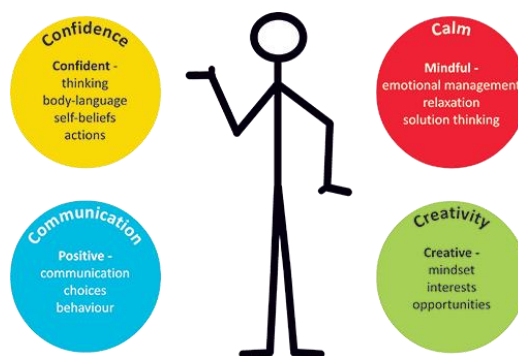 Confidence
Confident -
thinking
body-language
self-beliefs
actions
Calm
Mindful -
emotional management
relaxation
solution thinking
Communication
Positive -
communication
choices
behaviour
Creativity
Creative -
mindset
interests
opportunities